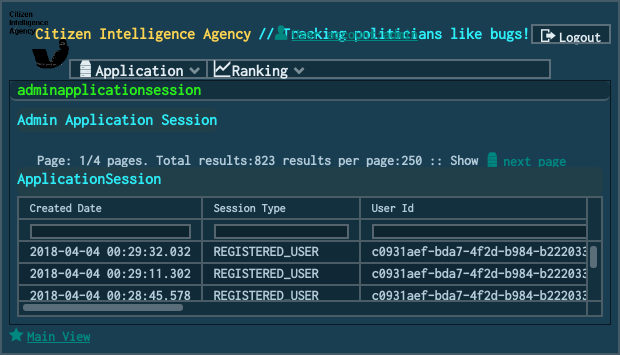 Citizen
Intelligence
Agency
Citizen Intelligence Agency // Tracking politicians like bugs!
Logout
Application
Ranking
adminapplicationsession
Admin Application Session
Page: 1/4 pages. Total results:823 results per page:250 :: Show next page
ApplicationSession
Created Date Session Type User Id
2018-04-04 00:29:32.032 REGISTERED_USER c0931aef-bda7-4f2d-b984-b222033
2018-04-04 00:29:11.302 REGISTERED_USER c0931aef-bda7-4f2d-b984-b222033
2018-04-04 00:28:45.578 REGISTERED_USER c0931aef-bda7-4f2d-b984-b222033
Main View